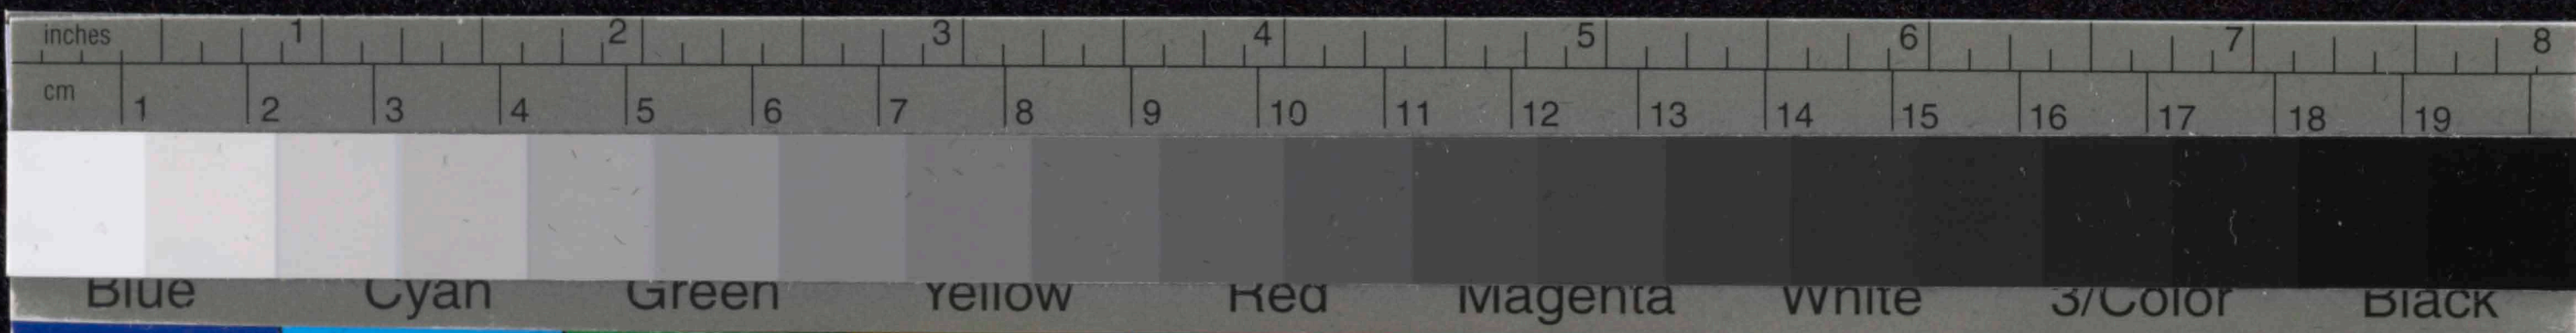 inches 1 2 3 4 5 6 7 8
cm 1 2 3 4 5 6 7 8 9 10 11 12 13 14 15 16 17 18 19
Blue Cyan Green Yellow Red Magenta White 3/Color Black